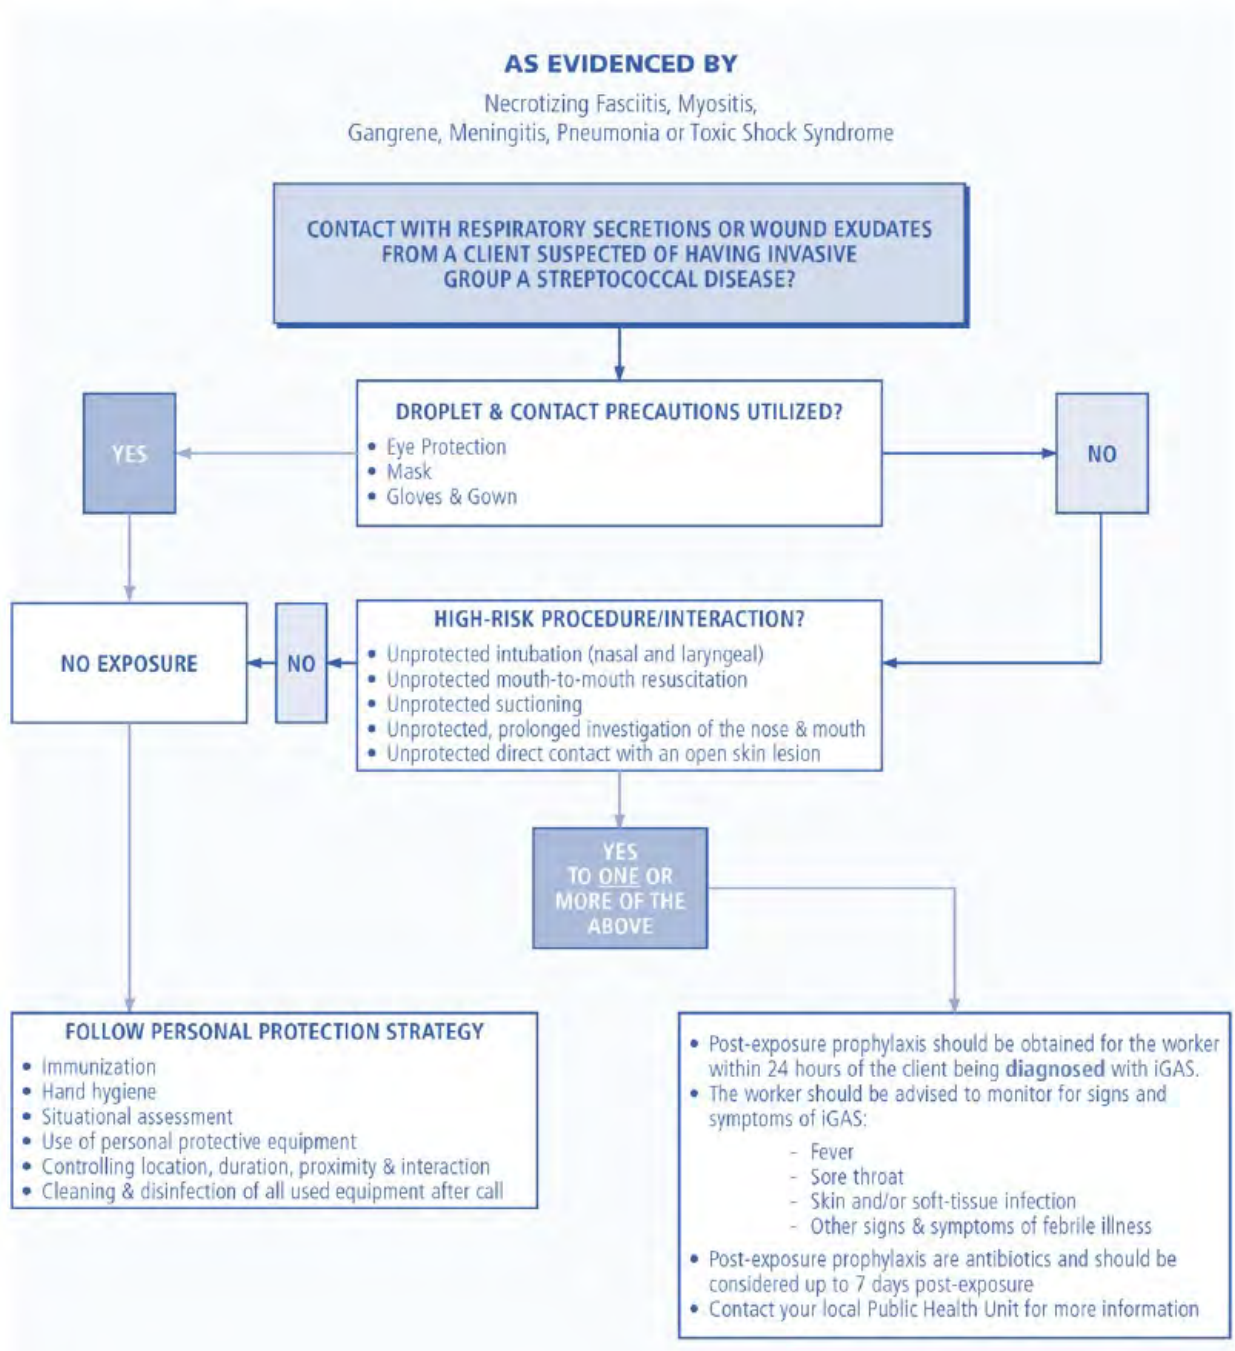 AS EVIDENCED BY
Necrotizing Fasciitis, Myositis,
Gangrene, Meningitis, Pneumonia or Toxic Shock Syndrome
CONTACT WITH RESPIRATORY SECRETIONS OR WOUND EXUDATES
FROM A CLIENT SUSPECTED OF HAVING INVASIVE
GROUP A STREPTOCOCCAL DISEASE?
DROPLET & CONTACT PRECAUTIONS UTILIZED?
• Eye Protection
• Mask
• Gloves & Gown
YES
NO
NO EXPOSURE
NO
HIGH-RISK PROCEDURE/INTERACTION?
• Unprotected intubation (nasal and laryngeal)
• Unprotected mouth-to-mouth resuscitation
• Unprotected suctioning
• Unprotected, prolonged investigation of the nose & mouth
• Unprotected direct contact with an open skin lesion
YES
TO ONE OR
MORE OF THE
ABOVE
FOLLOW PERSONAL PROTECTION STRATEGY
• Immunization
• Hand hygiene
• Situational assessment
• Use of personal protective equipment
• Controlling location, duration, proximity & interaction
• Cleaning & disinfection of all used equipment after call
• Post-exposure prophylaxis should be obtained for the worker
within 24 hours of the client being diagnosed with iGAS.
• The worker should be advised to monitor for signs and
symptoms of iGAS:
- Fever
- Sore throat
- Skin and/or soft-tissue infection
- Other signs & symptoms of febrile illness
• Post-exposure prophylaxis are antibiotics and should be
considered up to 7 days post-exposure
• Contact your local Public Health Unit for more information